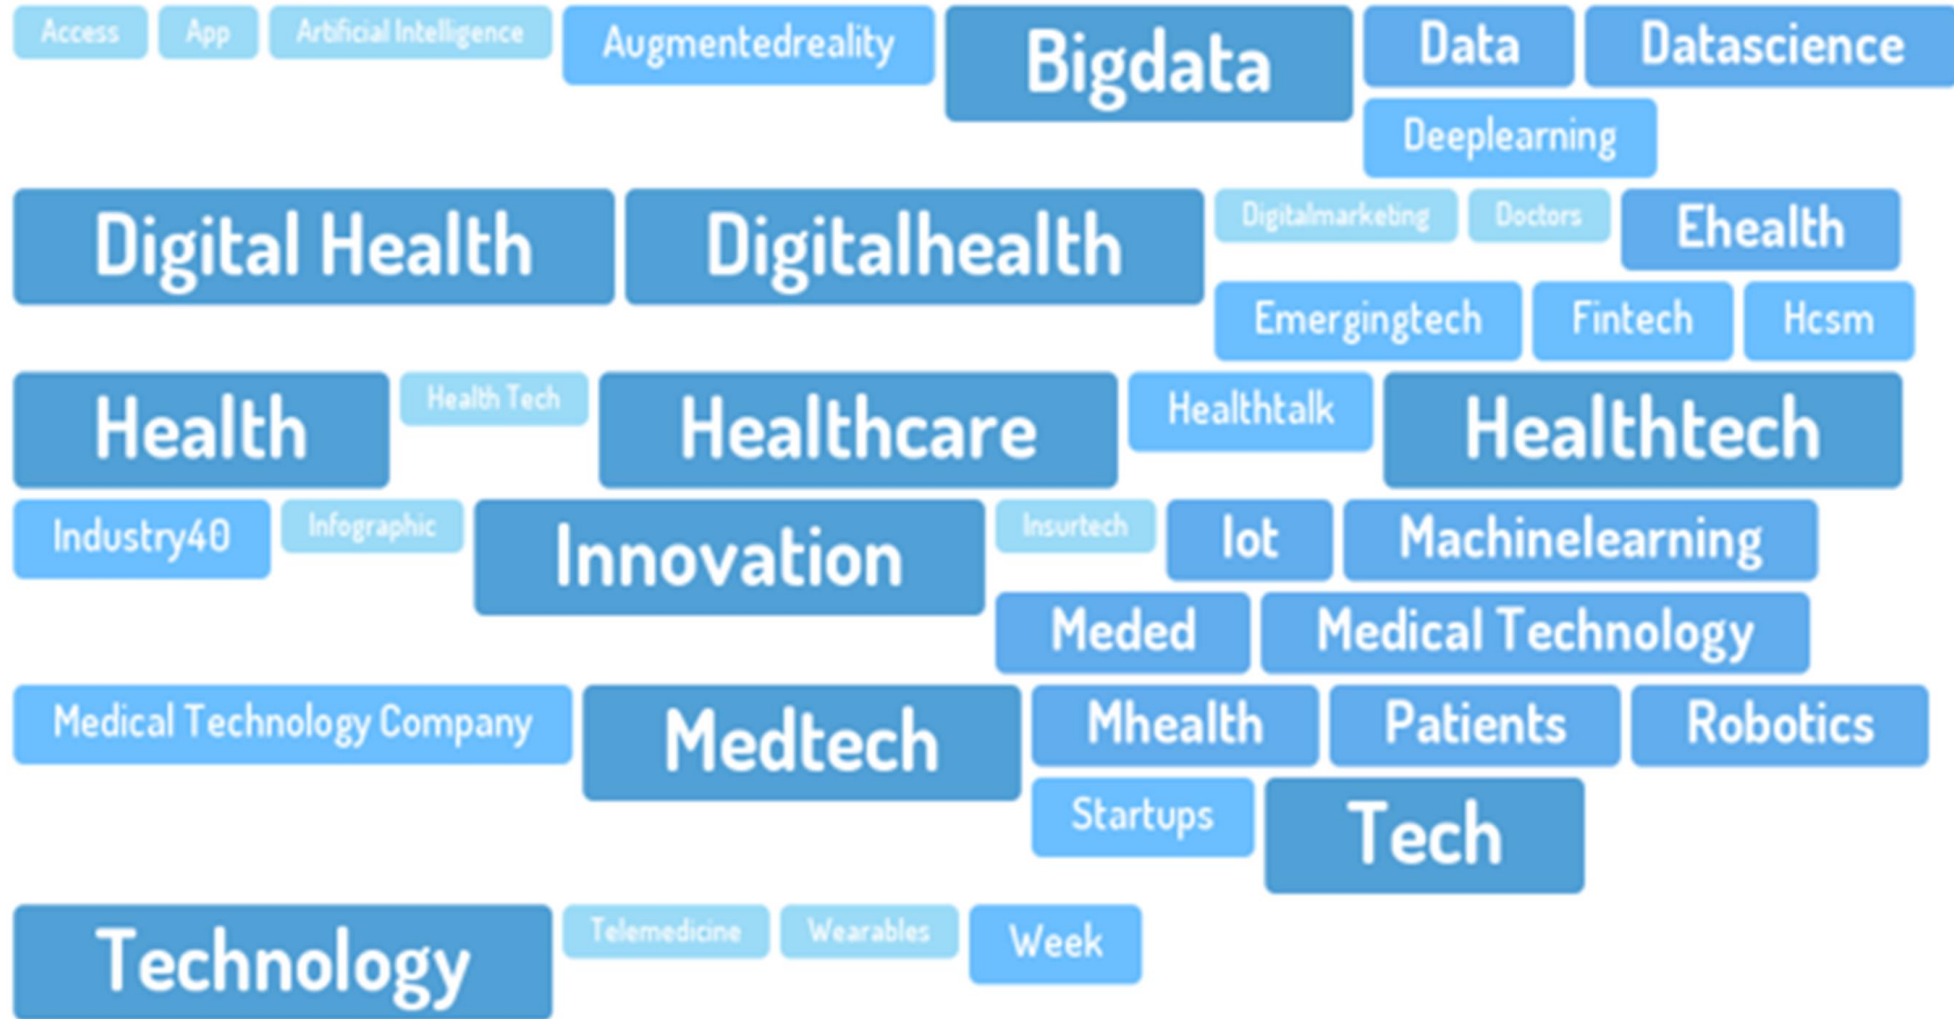 Access App Artificial Intelligence Augmentedreality Bigdata Data Datascience
Deeplearning
Digital Health Digitalhealth Digitalmarketing Doctors Ehealth
Emergingtech Fintech Hcsm
Health Health Tech Healthcare Healthtalk Healthtech
Industry40 Infographic Innovation Insurtech Iot Machinelearning
Meded Medical Technology
Medical Technology Company Medtech Mhealth Patients Robotics
Startups Tech
Technology Telemedicine Wearables Week